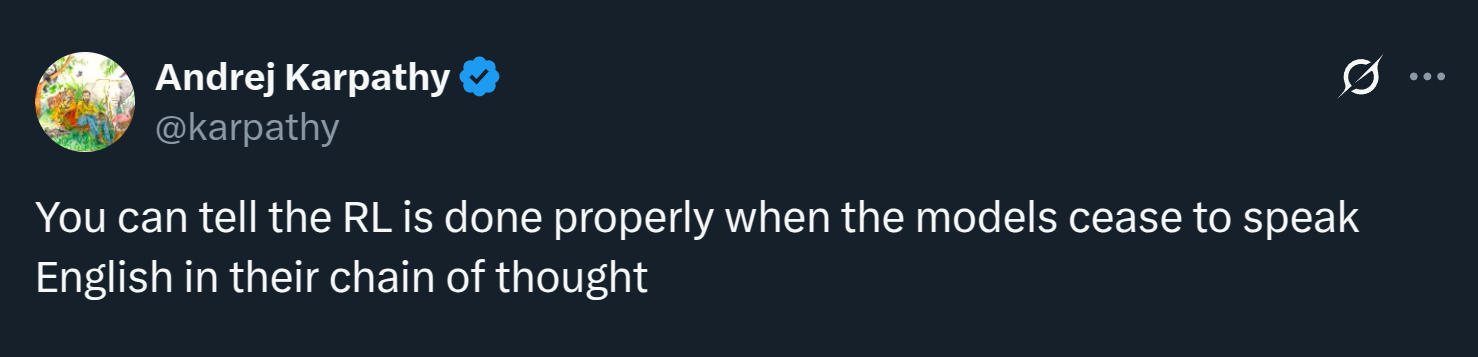 Andrej Karpathy
@karpathy
You can tell the RL is done properly when the models cease to speak
English in their chain of thought